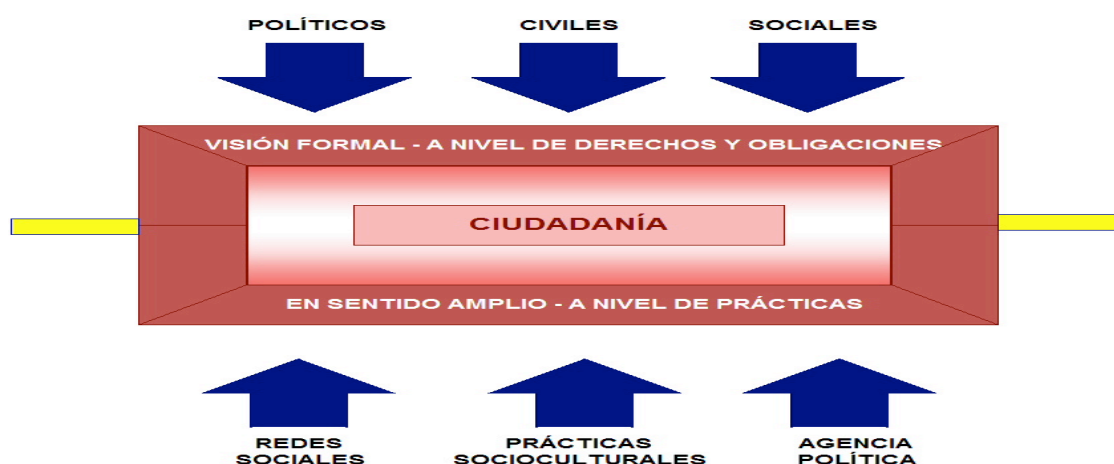 POLÍTICOS CIVILES SOCIALES
VISIÓN FORMAL - A NIVEL DE DERECHOS Y OBLIGACIONES
CIUDADANÍA
EN SENTIDO AMPLIO - A NIVEL DE PRÁCTICAS
REDES
SOCIALES
PRÁCTICAS
SOCIOCULTURALES
AGENCIA
POLÍTICA